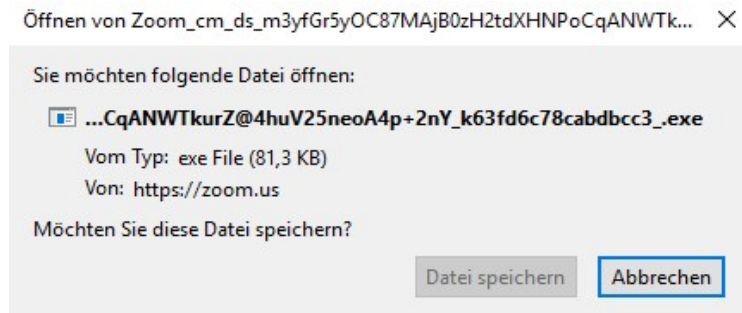 Öffnen von Zoom_cm_ds_m3yfGr5yOC87MAjB0zH2tdXHNPoCqANWTk...
Sie möchten folgende Datei öffnen:
...CqANWTkurZ@4huV25neoA4p+2nY_k63fd6c78cabdbcc3_.exe
Vom Typ: exe File (81,3 KB)
Von: https://zoom.us
Möchten Sie diese Datei speichern?
Datei speichern Abbrechen